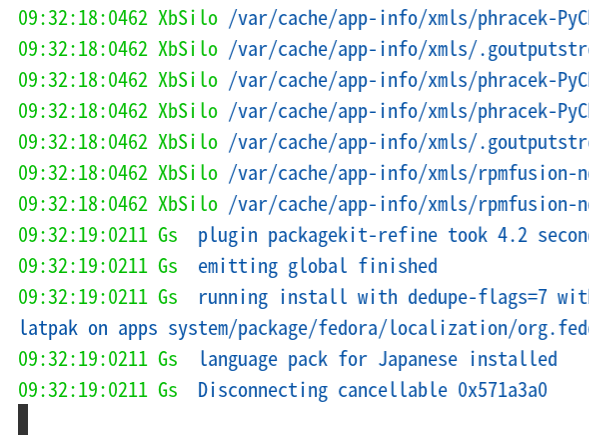 09:32:18:0462 XbSilo /var/cache/app-info/xmls/phracek-PyC
09:32:18:0462 XbSilo /var/cache/app-info/xmls/.goutputstre
09:32:18:0462 XbSilo /var/cache/app-info/xmls/phracek-PyC
09:32:18:0462 XbSilo /var/cache/app-info/xmls/phracek-PyC
09:32:18:0462 XbSilo /var/cache/app-info/xmls/.goutputstre
09:32:18:0462 XbSilo /var/cache/app-info/xmls/rpmfusion-n
09:32:18:0462 XbSilo /var/cache/app-info/xmls/rpmfusion-n
09:32:19:0211 Gs plugin packagekit-refine took 4.2 secon
09:32:19:0211 Gs emitting global finished
09:32:19:0211 Gs running install with dedupe-flags=7 wit
latpak on apps system/package/fedora/localization/org.fed
09:32:19:0211 Gs language pack for Japanese installed
09:32:19:0211 Gs Disconnecting cancellable 0x571a3a0